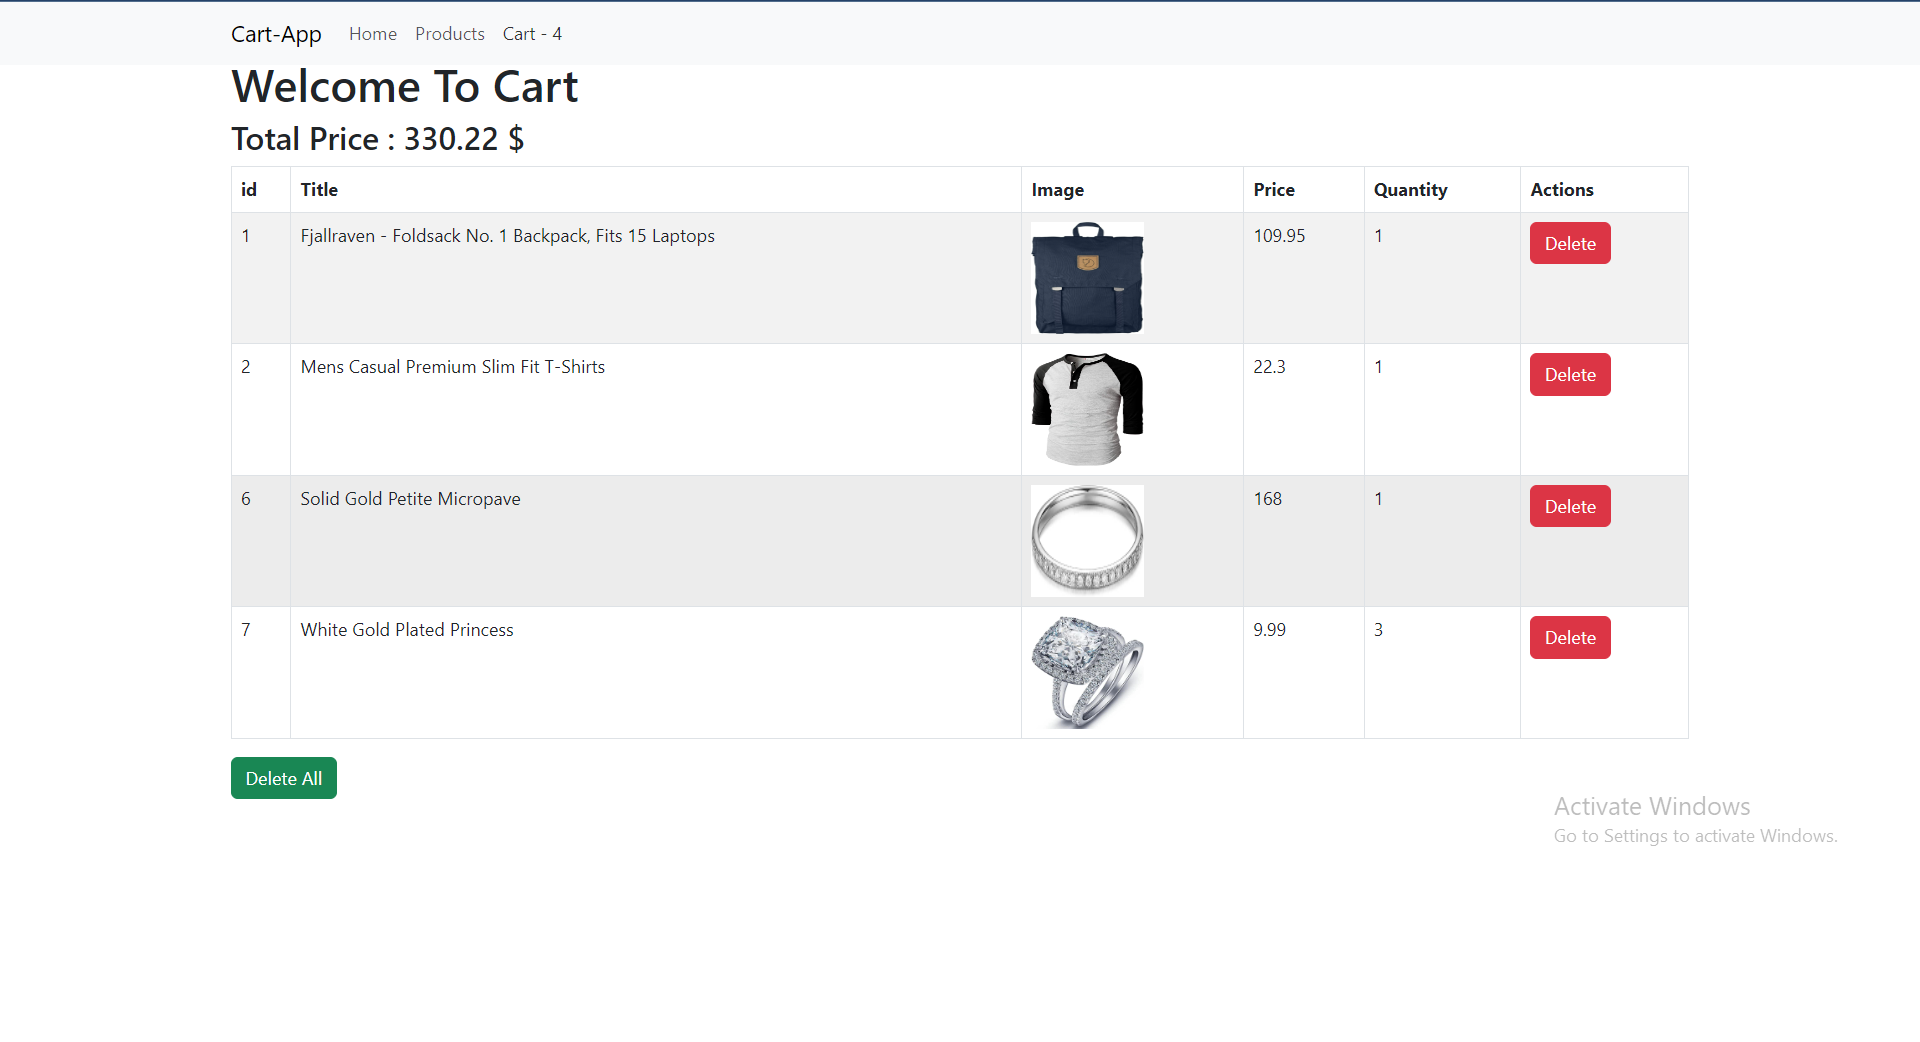 Cart-App Home Products Cart - 4
Welcome To Cart
Total Price : 330.22 $
id Title Image Price Quantity Actions
1 Fjallraven - Foldsack No. 1 Backpack, Fits 15 Laptops 109.95 1 Delete
2 Mens Casual Premium Slim Fit T-Shirts 22.3 1 Delete
6 Solid Gold Petite Micropave 168 1 Delete
7 White Gold Plated Princess 9.99 3 Delete
Delete All
Activate Windows
Go to Settings to activate Windows.